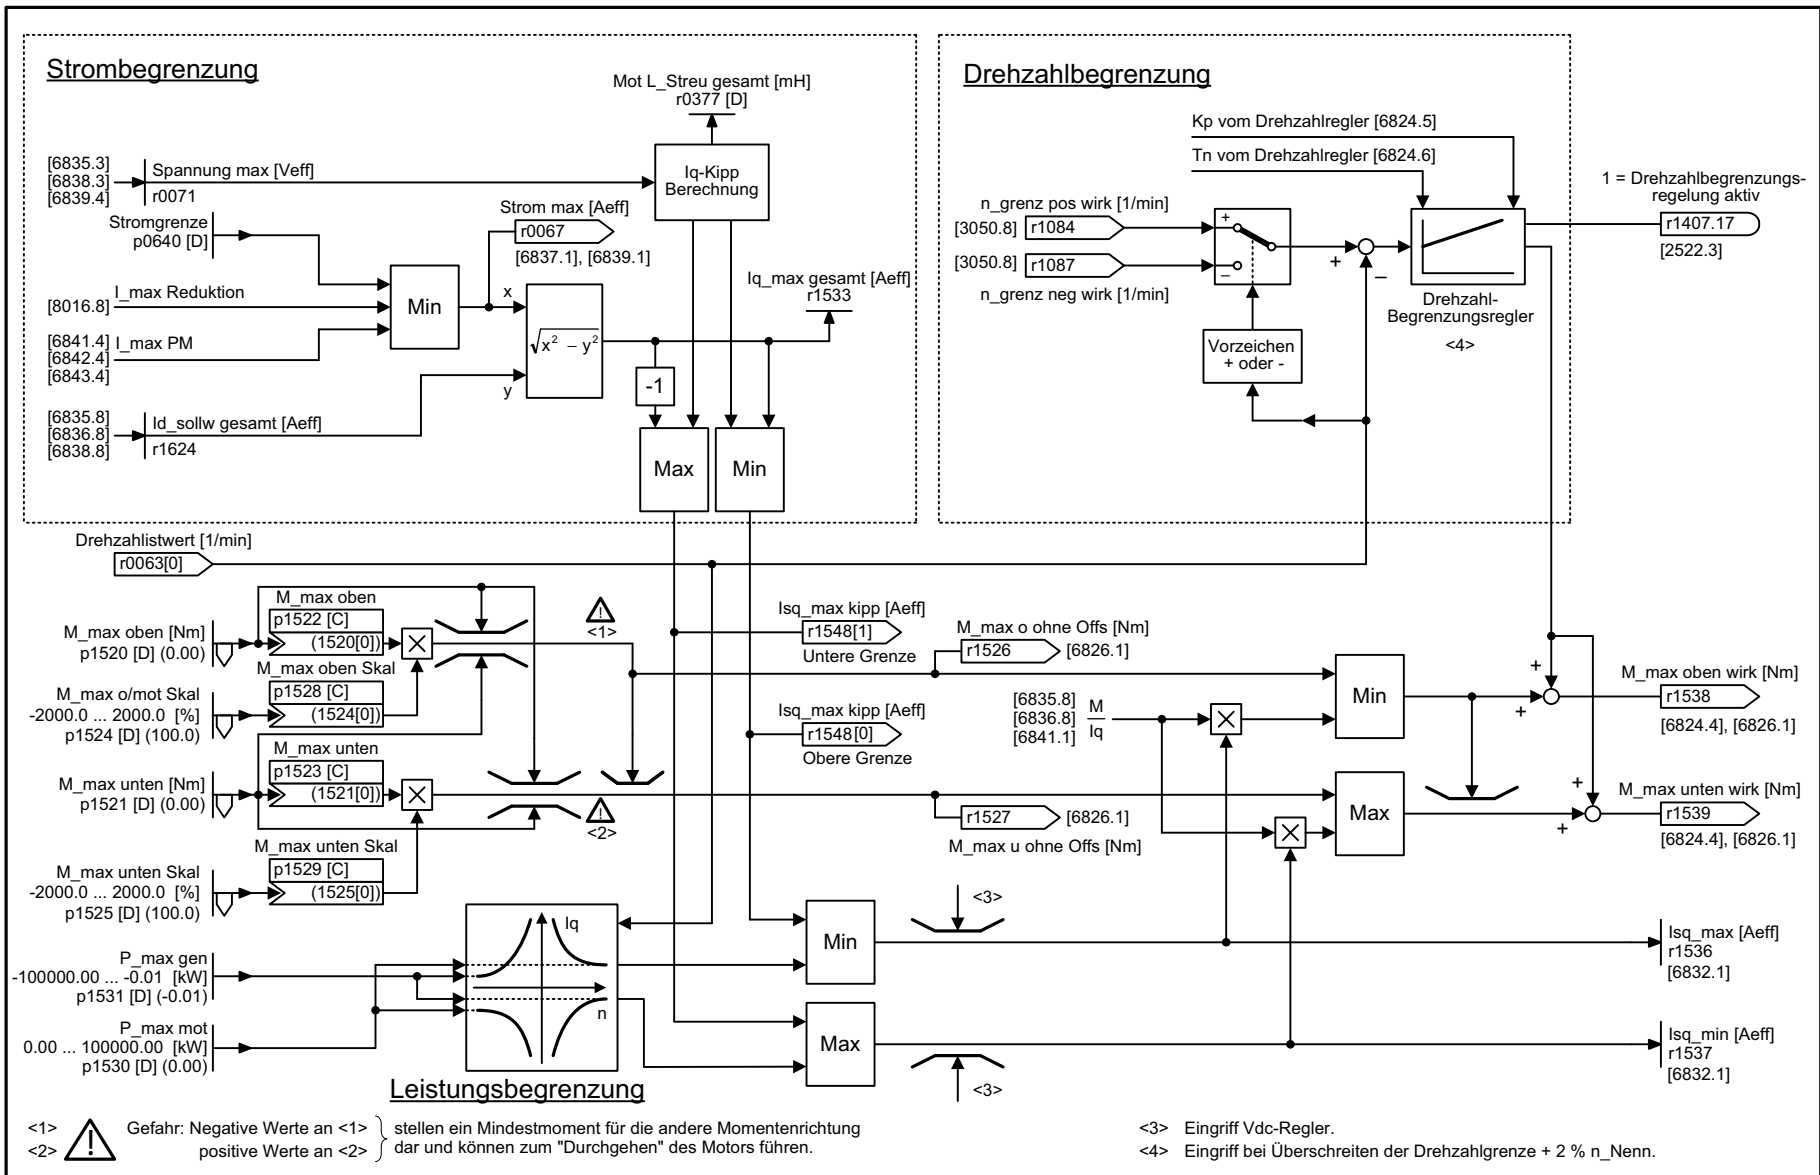 Strombegrenzung
Mot L_Streu gesamt [mH]
r0377 [D]
[6835.3]
[6838.3]
[6839.4]
Spannung max [Veff]
r0071
Iq-Kipp
Berechnung
Stromgrenze
p0640 [D]
Strom max [Aeff]
r0067
[6837.1], [6839.1]
I_max Reduktion
[8016.8]
Min
x
√x² – y²
y
Iq_max gesamt [Aeff]
r1533
[6841.4]
[6842.4]
[6843.4]
I_max PM
-1
[6835.8]
[6836.8]
[6838.8]
Id_sollw gesamt [Aeff]
r1624
Max
Min
Drehzahlbegrenzung
Kp vom Drehzahlregler [6824.5]
Tn vom Drehzahlregler [6824.6]
n_grenz pos wirk [1/min]
[3050.8] r1084
[3050.8] r1087
n_grenz neg wirk [1/min]
+
–
+
–
Drehzahl-
Begrenzungsregler
<4>
Vorzeichen
+ oder -
1 = Drehzahlbegrenzungs-
regelung aktiv
r1407.17
[2522.3]
Drehzahlistwert [1/min]
r0063[0]
M_max oben
p1522 [C]
(1520[0])
M_max oben [Nm]
p1520 [D] (0.00)
M_max oben Skal
p1528 [C]
(1524[0])
M_max o/mot Skal
-2000.0 ... 2000.0 [%]
p1524 [D] (100.0)
M_max unten
p1523 [C]
(1521[0])
M_max unten [Nm]
p1521 [D] (0.00)
M_max unten Skal
p1529 [C]
(1525[0])
M_max unten Skal
-2000.0 ... 2000.0 [%]
p1525 [D] (100.0)
<1>
<2>
Isq_max kipp [Aeff]
r1548[1]
Untere Grenze
Isq_max kipp [Aeff]
r1548[0]
Obere Grenze
M_max o ohne Offs [Nm]
r1526 [6826.1]
[6835.8]
[6836.8]
[6841.1]
M
Iq
r1527 [6826.1]
M_max u ohne Offs [Nm]
Min
Max
+
+
+
+
M_max oben wirk [Nm]
r1538
[6824.4], [6826.1]
M_max unten wirk [Nm]
r1539
[6824.4], [6826.1]
P_max gen
-100000.00 ... -0.01 [kW]
p1531 [D] (-0.01)
P_max mot
0.00 ... 100000.00 [kW]
p1530 [D] (0.00)
Iq
n
Leistungsbegrenzung
Min
Max
<3>
<3>
Isq_max [Aeff]
r1536
[6832.1]
Isq_min [Aeff]
r1537
[6832.1]
<1> Gefahr: Negative Werte an <1> stellen ein Mindestmoment für die andere Momentenrichtung
<2> positive Werte an <2> dar und können zum "Durchgehen" des Motors führen.
<3> Eingriff Vdc-Regler.
<4> Eingriff bei Überschreiten der Drehzahlgrenze + 2 % n_Nenn.